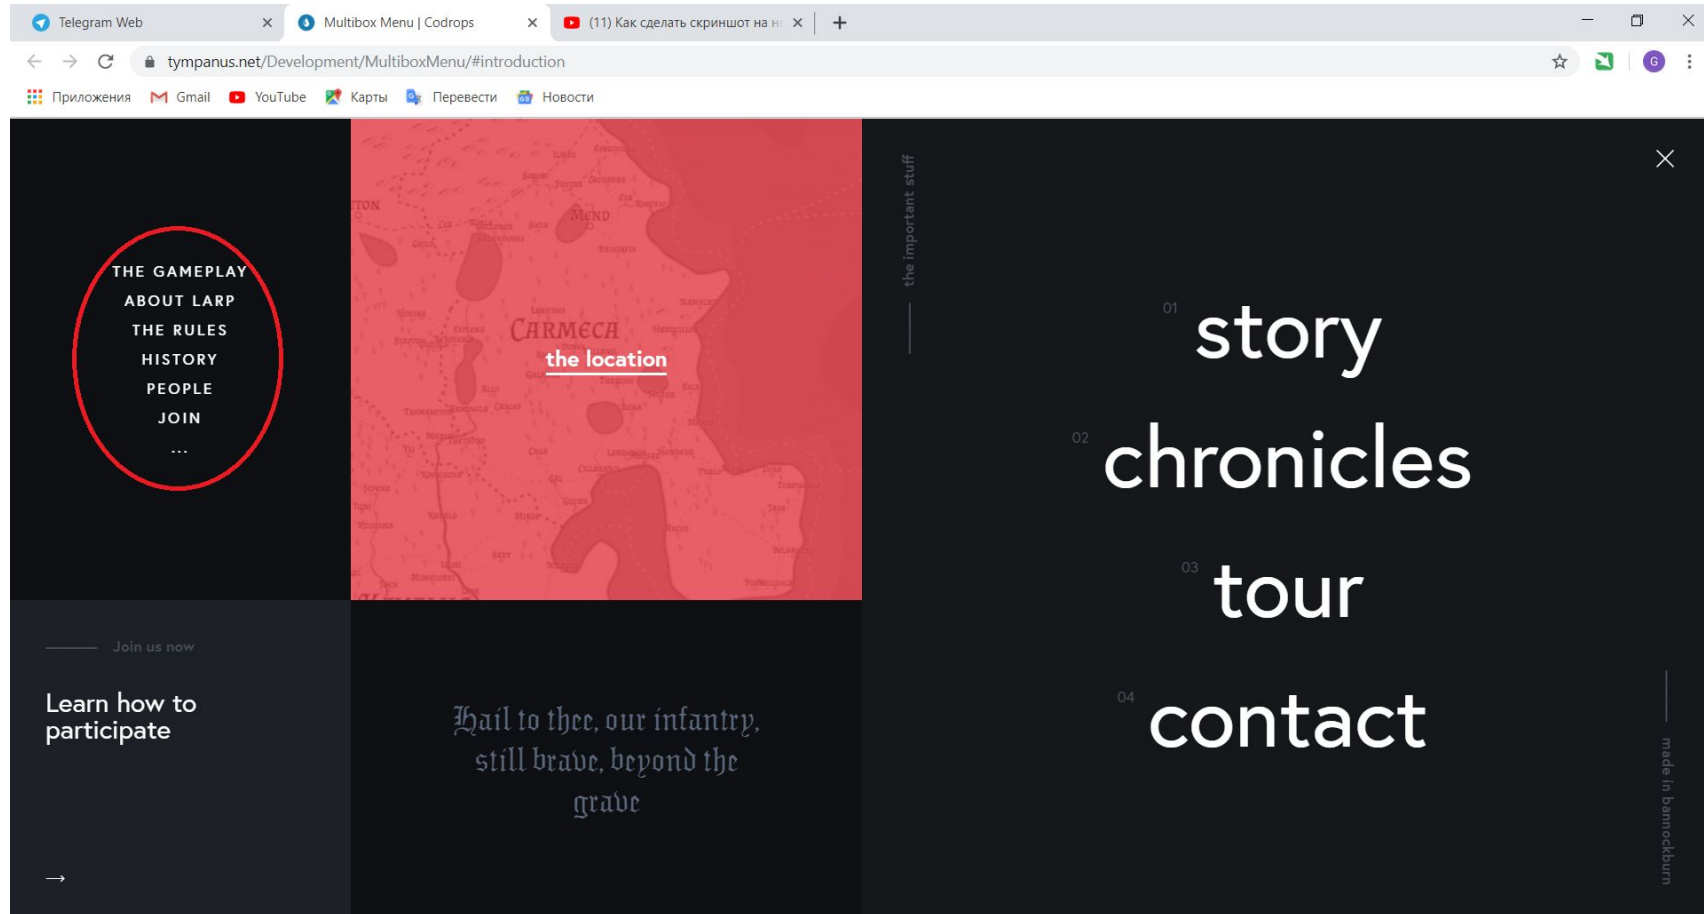 Telegram Web
Multibox Menu | Codrops
(11) Как сделать скриншот на н
tympanus.net/Development/MultiboxMenu/#introduction
G
Приложения
Gmail
YouTube
Карты
Перевести
Новости
THE GAMEPLAY
ABOUT LARP
THE RULES
HISTORY
PEOPLE
JOIN
...
MEND
CARMECA
the location
the important stuff
01
story
02
chronicles
03
tour
04
contact
made in bannockburn
Join us now
Learn how to
participate
→
Hail to thee, our infantry,
still brave, beyond the
grave